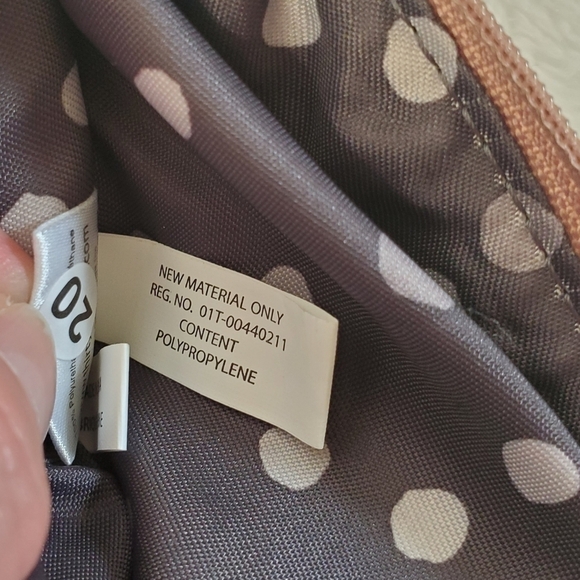 NEW MATERIAL ONLY
REG. NO. 01T-00440211
CONTENT
POLYPROPYLENE
20